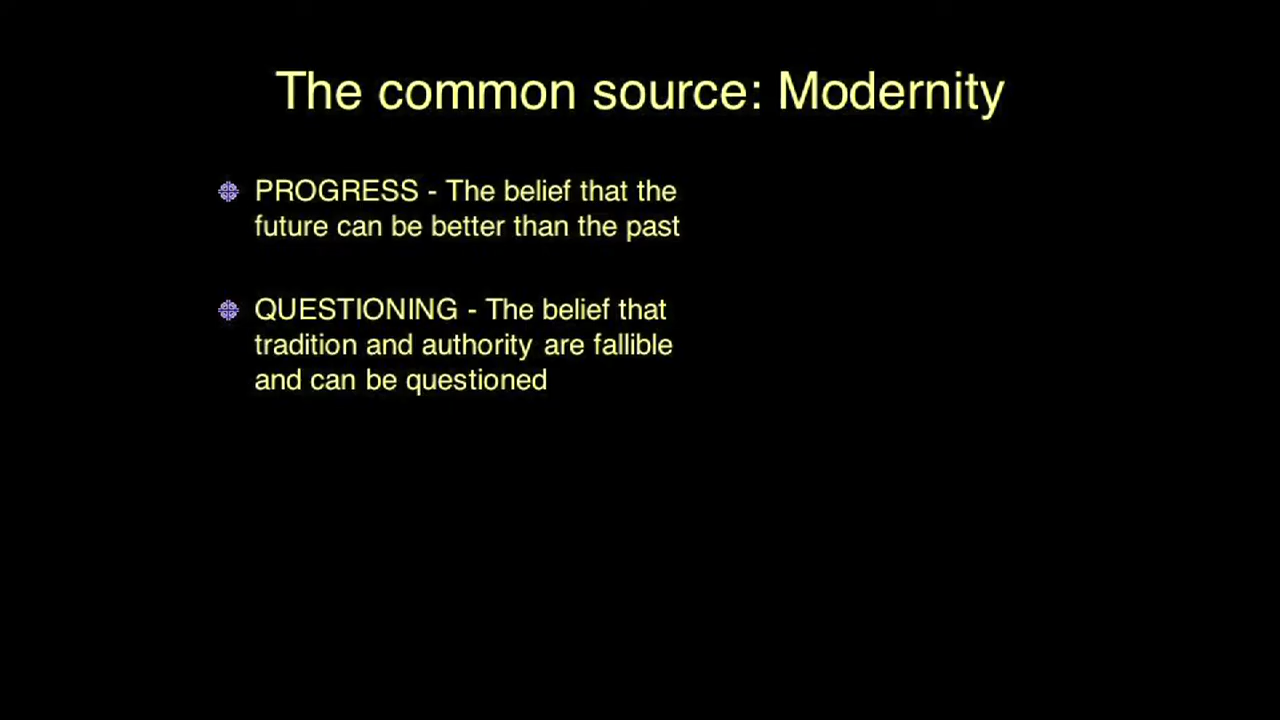 The common source: Modernity
PROGRESS - The belief that the
future can be better than the past
QUESTIONING - The belief that
tradition and authority are fallible
and can be questioned